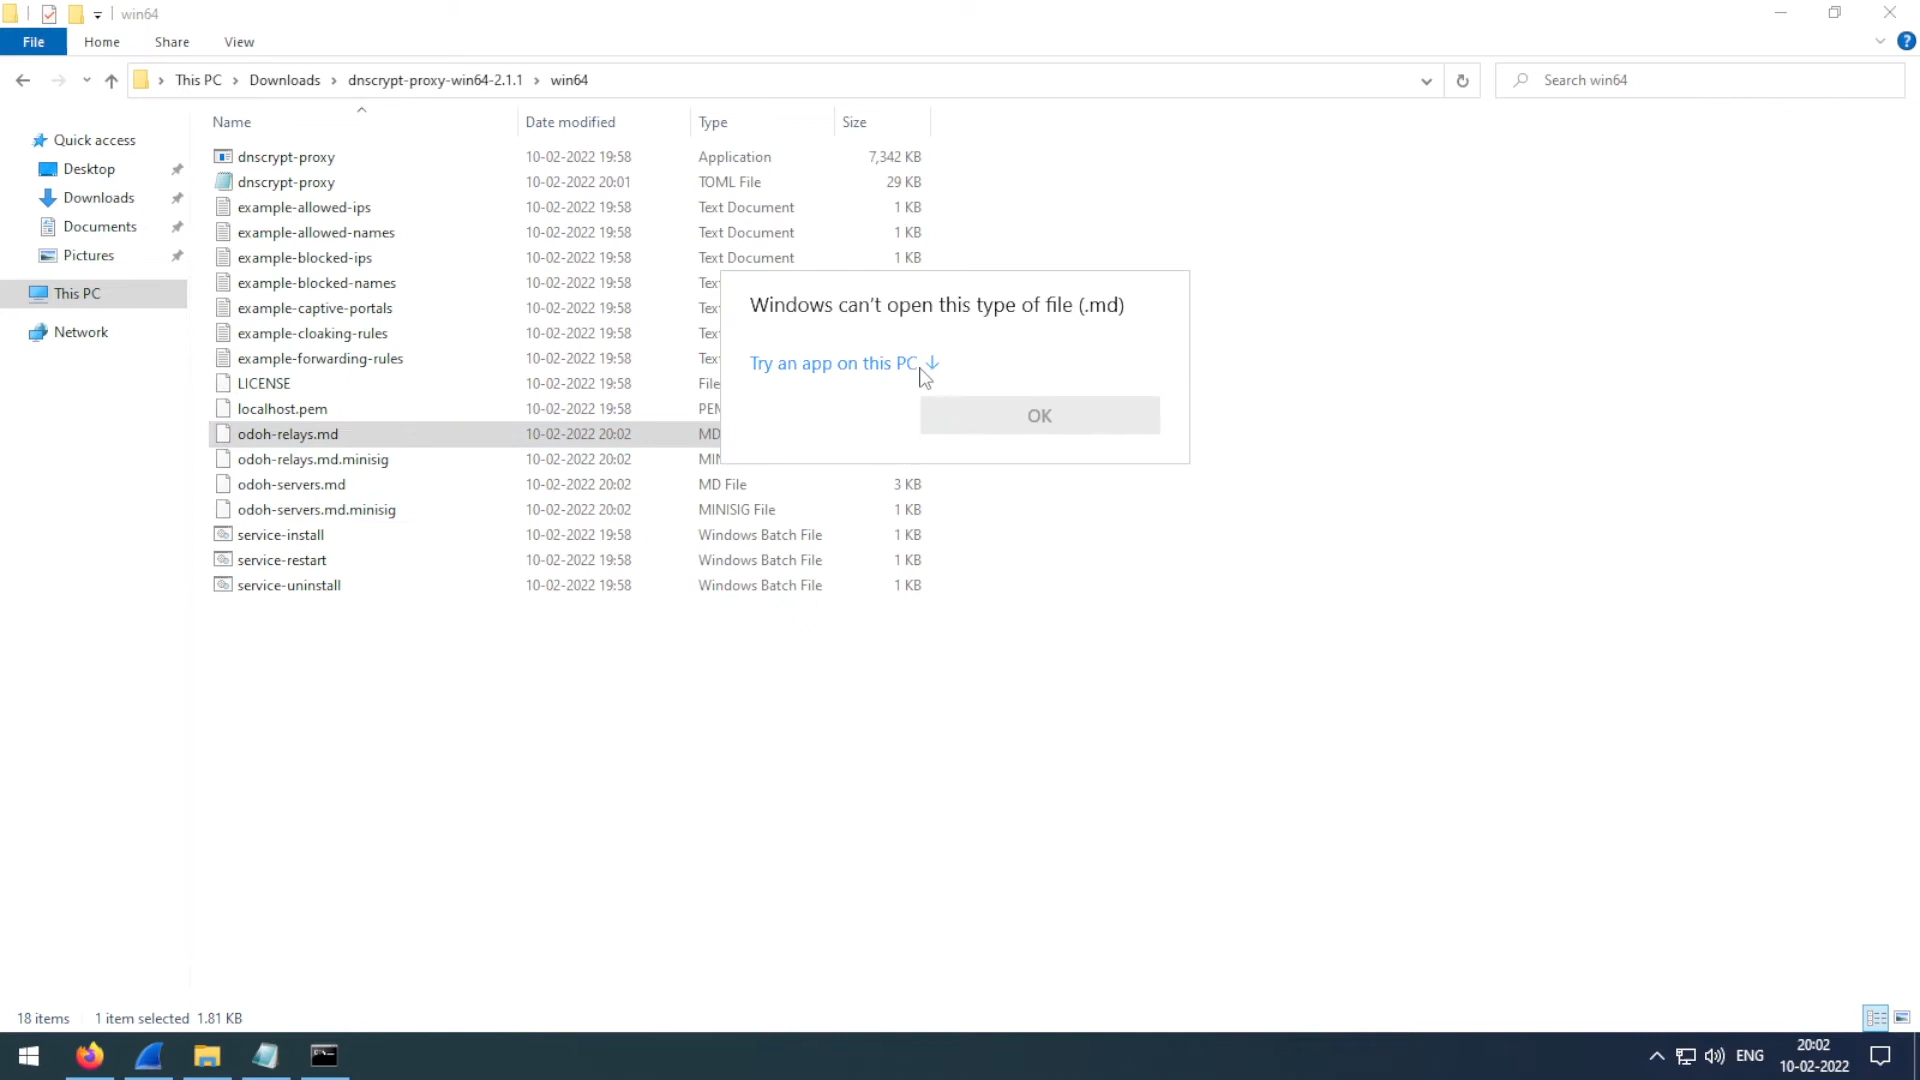 win64
File Home Share View
This PC Downloads dnscrypt-proxy-win64-2.1.1 win64 Search win64
Name Date modified Type Size
Quick access
Desktop
Downloads
Documents
Pictures
This PC
Network
dnscrypt-proxy 10-02-2022 19:58 Application 7,342 KB
dnscrypt-proxy 10-02-2022 20:01 TOML File 29 KB
example-allowed-ips 10-02-2022 19:58 Text Document 1 KB
example-allowed-names 10-02-2022 19:58 Text Document 1 KB
example-blocked-ips 10-02-2022 19:58 Text Document 1 KB
example-blocked-names 10-02-2022 19:58 Tex
example-captive-portals 10-02-2022 19:58 Tex
example-cloaking-rules 10-02-2022 19:58 Tex
example-forwarding-rules 10-02-2022 19:58 Tex
LICENSE 10-02-2022 19:58 File
localhost.pem 10-02-2022 19:58 PEM
odoh-relays.md 10-02-2022 20:02 MD
odoh-relays.md.minisig 10-02-2022 20:02 MIN
odoh-servers.md 10-02-2022 20:02 MD File 3 KB
odoh-servers.md.minisig 10-02-2022 20:02 MINISIG File 1 KB
service-install 10-02-2022 19:58 Windows Batch File 1 KB
service-restart 10-02-2022 19:58 Windows Batch File 1 KB
service-uninstall 10-02-2022 19:58 Windows Batch File 1 KB
Windows can't open this type of file (.md)
Try an app on this PC
OK
18 items 1 item selected 1.81 KB
ENG
20:02
10-02-2022